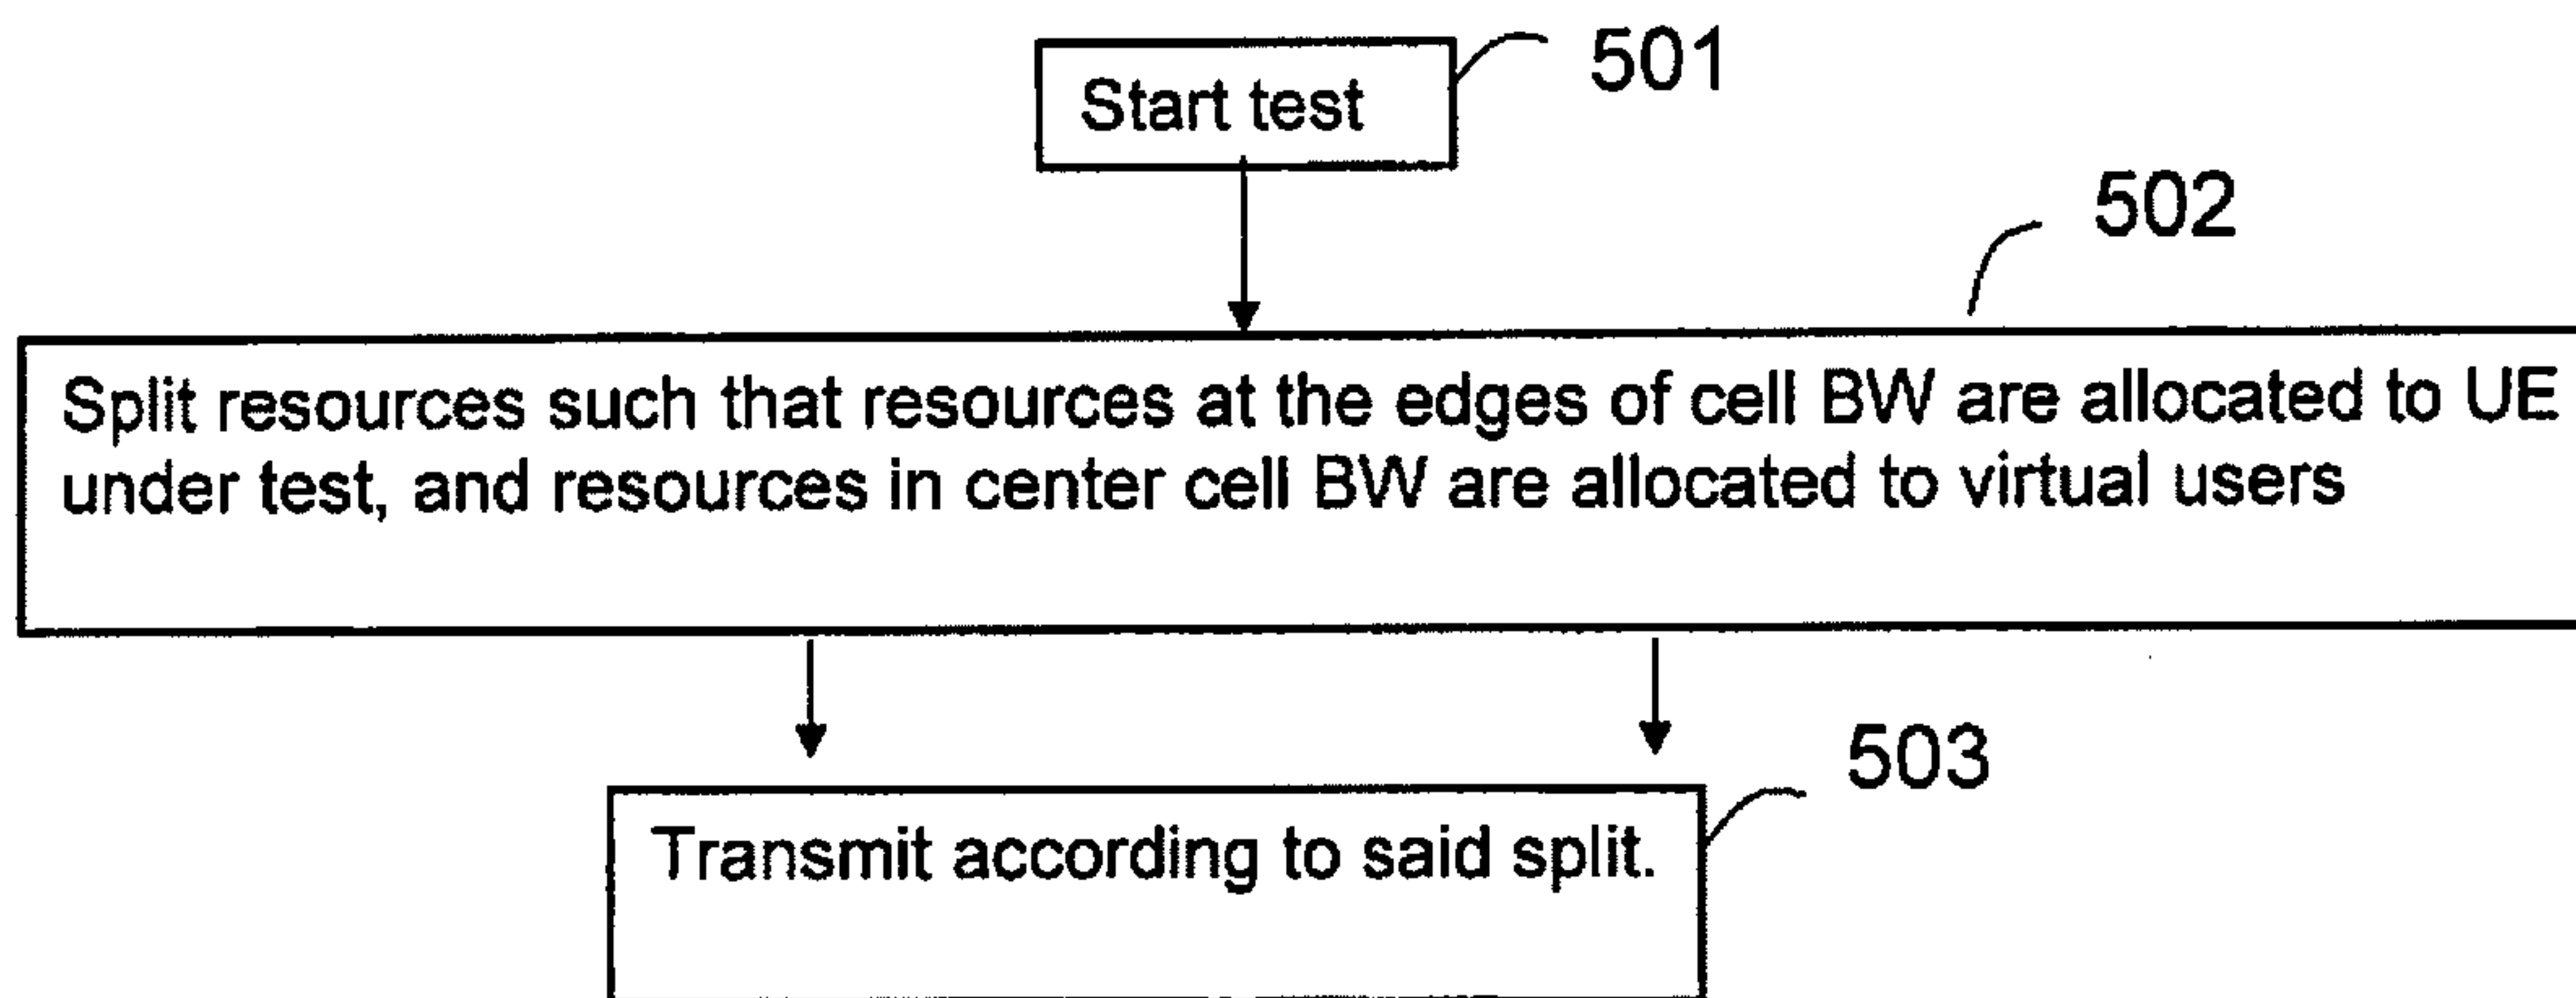 Start test
501
502
Split resources such that resources at the edges of cell BW are allocated to UE
under test, and resources in center cell BW are allocated to virtual users
503
Transmit according to said split.